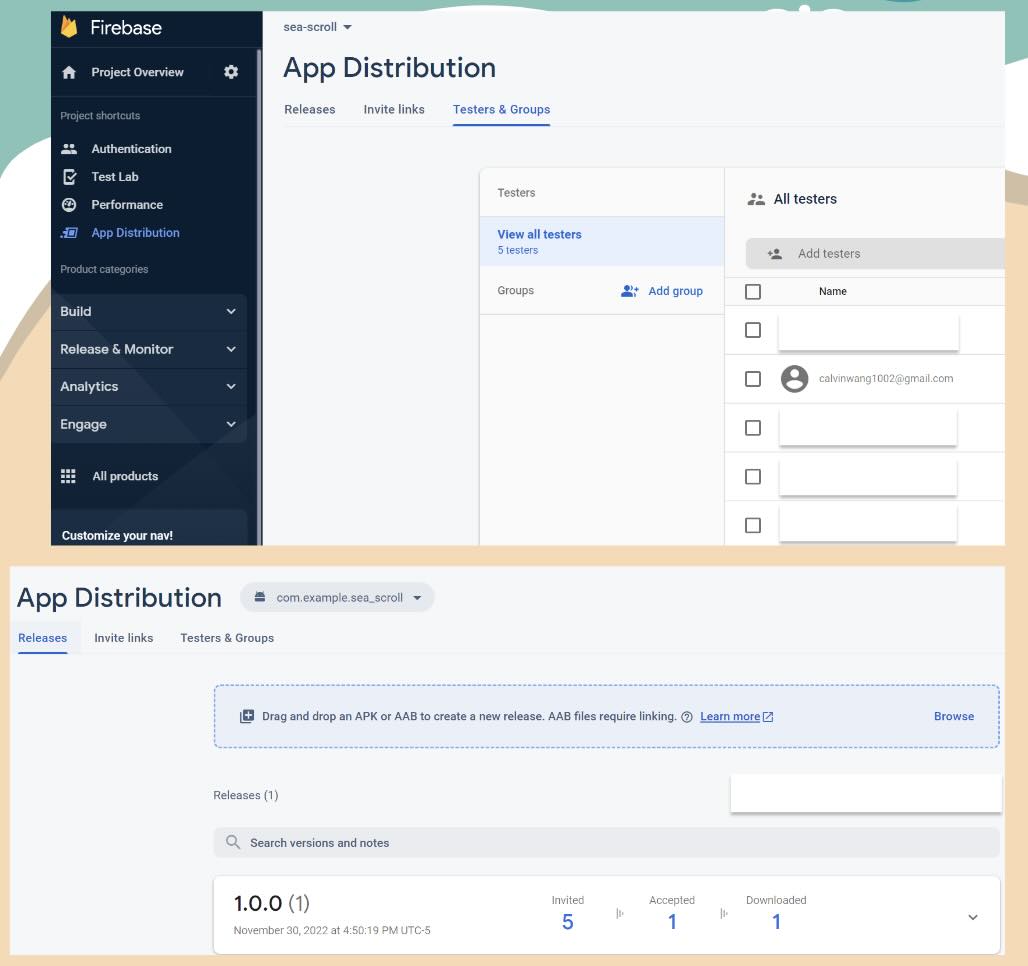 Firebase
Project Overview
Project shortcuts
Authentication
Test Lab
Performance
App Distribution
Product categories
Build
Release & Monitor
Analytics
Engage
All products
Customize your nav!
sea-scroll
App Distribution
Releases Invite links Testers & Groups
Testers
View all testers
5 testers
Groups Add group
All testers
Add testers
Name
calvinwang1002@gmail.com
App Distribution com.example.sea_scroll
Releases Invite links Testers & Groups
Drag and drop an APK or AAB to create a new release. AAB files require linking. Learn more Browse
Releases (1)
Search versions and notes
1.0.0 (1)
November 30, 2022 at 4:50:19 PM UTC-5
Invited Accepted Downloaded
5 1 1